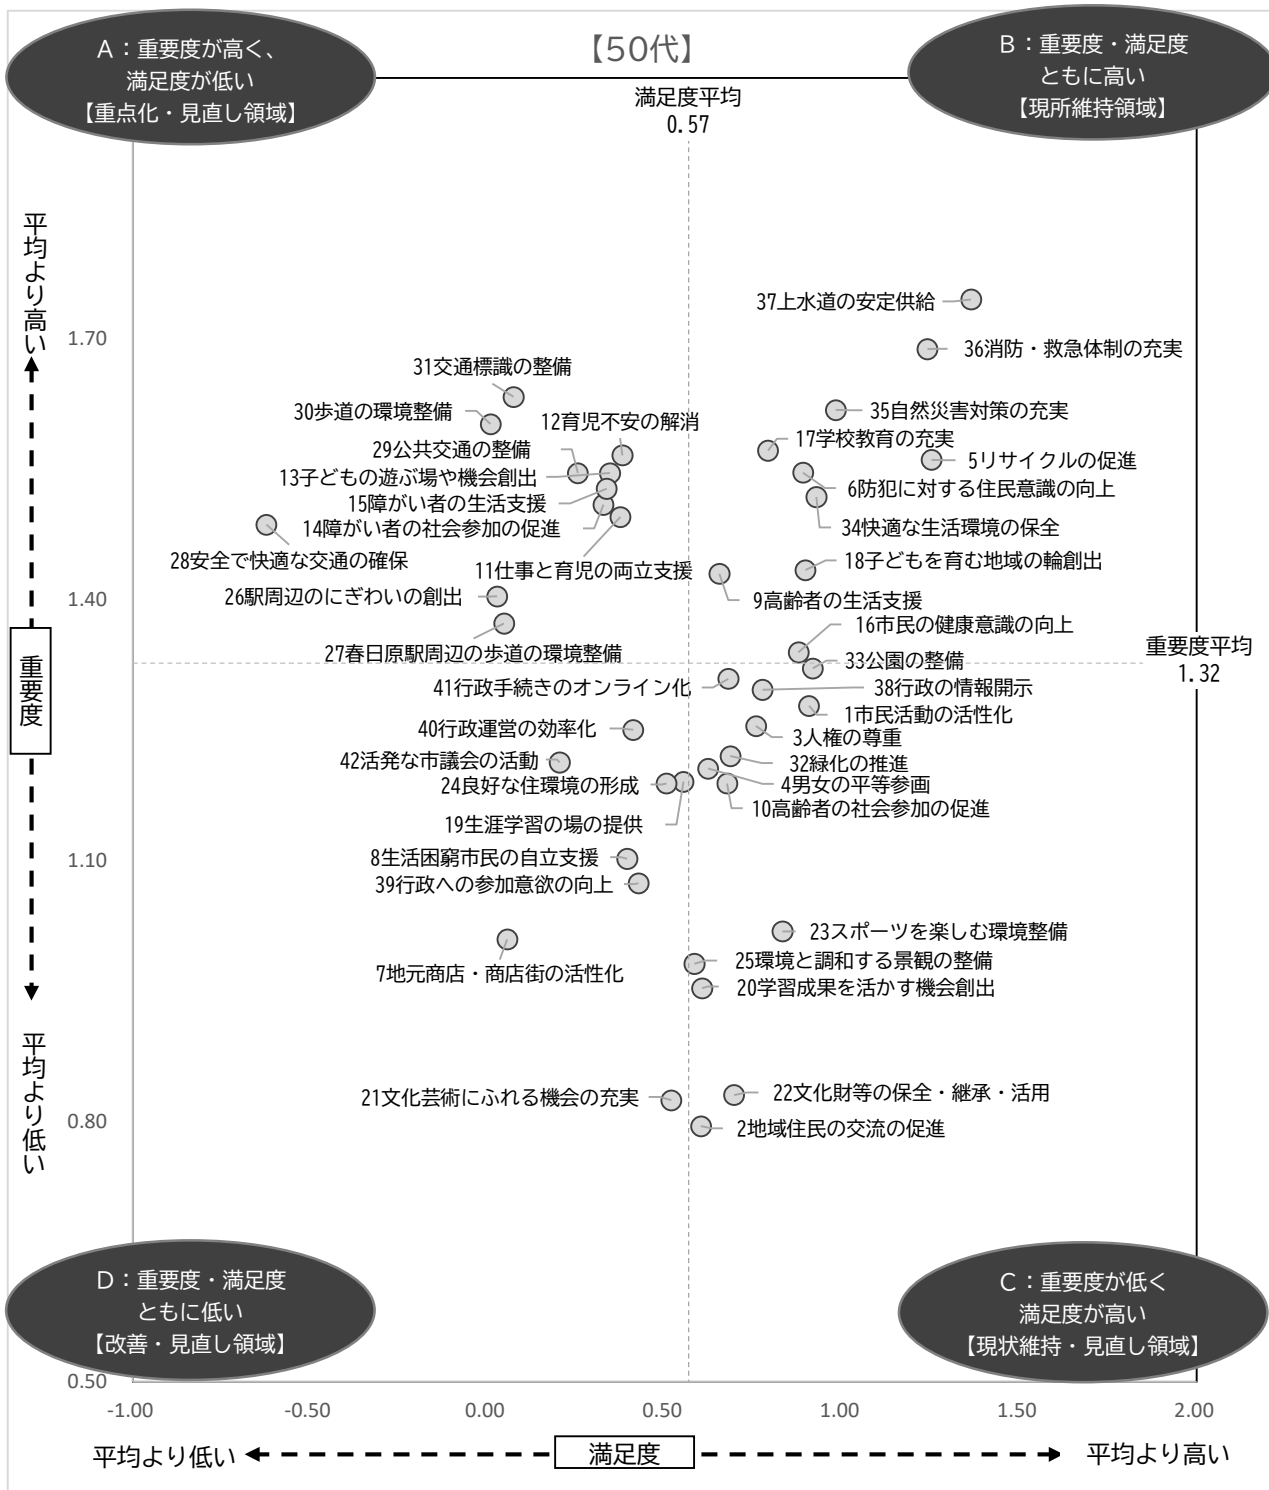 【50代】
A：重要度が高く、
満足度が低い
【重点化・見直し領域】
B：重要度・満足度
ともに高い
【現所維持領域】
満足度平均
0.57
平均より高い
37上水道の安定供給
1.70
36消防・救急体制の充実
31交通標識の整備
30歩道の環境整備
35自然災害対策の充実
12育児不安の解消
17学校教育の充実
29公共交通の整備
5リサイクルの促進
13子どもの遊ぶ場や機会創出
6防犯に対する住民意識の向上
15障がい者の生活支援
14障がい者の社会参加の促進
34快適な生活環境の保全
28安全で快適な交通の確保
18子どもを育む地域の輪創出
11仕事と育児の両立支援
26駅周辺のにぎわいの創出
1.40
9高齢者の生活支援
16市民の健康意識の向上
27春日原駅周辺の歩道の環境整備
33公園の整備
重要度平均
1.32
重要度
41行政手続きのオンライン化
38行政の情報開示
1市民活動の活性化
40行政運営の効率化
3人権の尊重
42活発な市議会の活動
32緑化の推進
24良好な住環境の形成
4男女の平等参画
10高齢者の社会参加の促進
19生涯学習の場の提供
1.10
8生活困窮市民の自立支援
39行政への参加意欲の向上
23スポーツを楽しむ環境整備
7地元商店・商店街の活性化
25環境と調和する景観の整備
20学習成果を活かす機会創出
平均より低い
21文化芸術にふれる機会の充実
22文化財等の保全・継承・活用
0.80
2地域住民の交流の促進
D：重要度・満足度
ともに低い
【改善・見直し領域】
C：重要度が低く
満足度が高い
【現状維持・見直し領域】
0.50
-1.00 -0.50 0.00 0.50 1.00 1.50 2.00
平均より低い 満足度 平均より高い